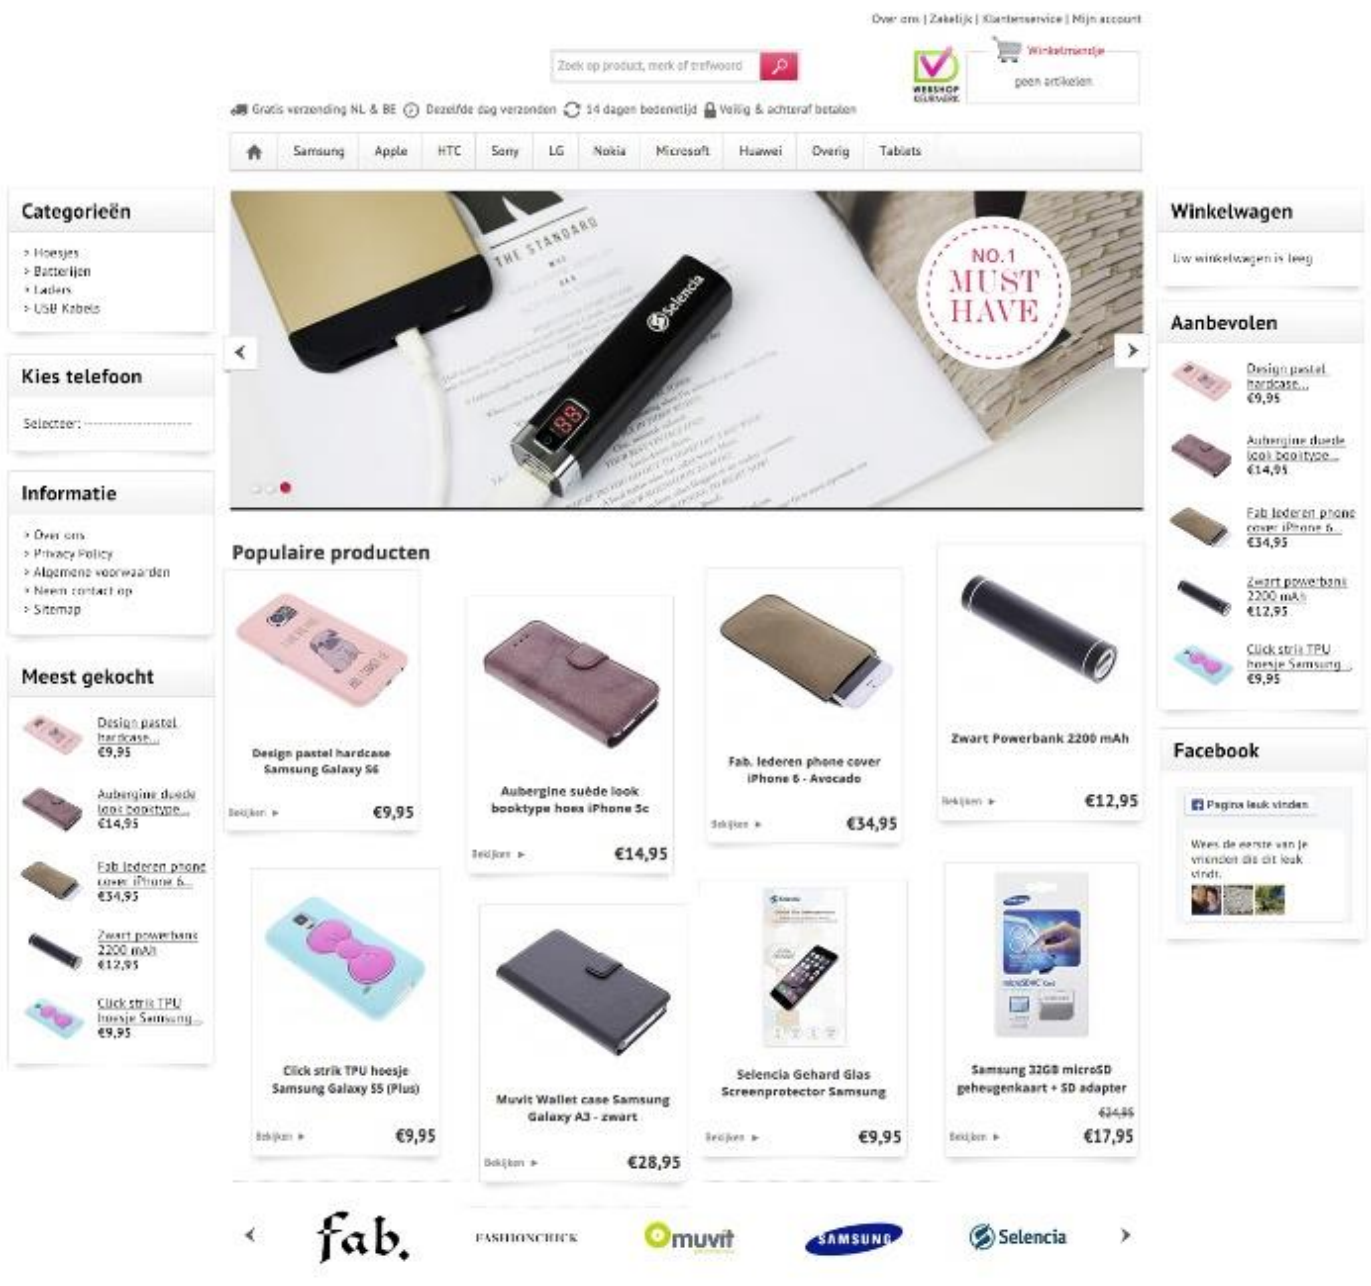 Over ons | Zakelijk | Klantenservice | Mijn account
Zoek op product, merk of trefwoord
WEBSHOP
KEURMERK
Winkelmandje
geen artikelen
Gratis verzending NL & BE
Dezelfde dag verzonden
14 dagen bedenktijd
Veilig & achteraf betalen
Samsung Apple HTC Sony LG Nokia Microsoft Huawei Overig Tablets
Categorieën
> Hoesjes
> Batterijen
> Laders
> USB Kabels
Kies telefoon
Selecteer: ------------------------
Informatie
> Over ons
> Privacy Policy
> Algemene voorwaarden
> Neem contact op
> Sitemap
Meest gekocht
Design pastel
hardcase...
€9,95
Aubergine duede
look booktype...
€14,95
Fab lederen phone
cover iPhone 6...
€34,95
Zwart powerbank
2200 mAh
€12,95
Click strik TPU
hoesje Samsung...
€9,95
THE STANDARD
Selencia
88
NO.1
MUST
HAVE
Populaire producten
Design pastel hardcase
Samsung Galaxy S6
Bekijken
€9,95
Aubergine suède look
booktype hoes iPhone 5c
Bekijken
€14,95
Fab. lederen phone cover
iPhone 6 - Avocado
Bekijken
€34,95
Zwart Powerbank 2200 mAh
Bekijken
€12,95
Click strik TPU hoesje
Samsung Galaxy S5 (Plus)
Bekijken
€9,95
Muvit Wallet case Samsung
Galaxy A3 - zwart
Bekijken
€28,95
Selencia
Selencia Gehard Glas
Screenprotector Samsung
Bekijken
€9,95
Samsung 32GB microSD
geheugenkaart + SD adapter
€24,95
Bekijken
€17,95
Winkelwagen
Uw winkelwagen is leeg
Aanbevolen
Design pastel
hardcase...
€9,95
Aubergine duede
look booktype...
€14,95
Fab lederen phone
cover iPhone 6...
€34,95
Zwart powerbank
2200 mAh
€12,95
Click strik TPU
hoesje Samsung...
€9,95
Facebook
Pagina leuk vinden
Wees de eerste van je
vrienden die dit leuk
vindt.
fab.
FASHIONCHICK
muvit
SAMSUNG
Selencia